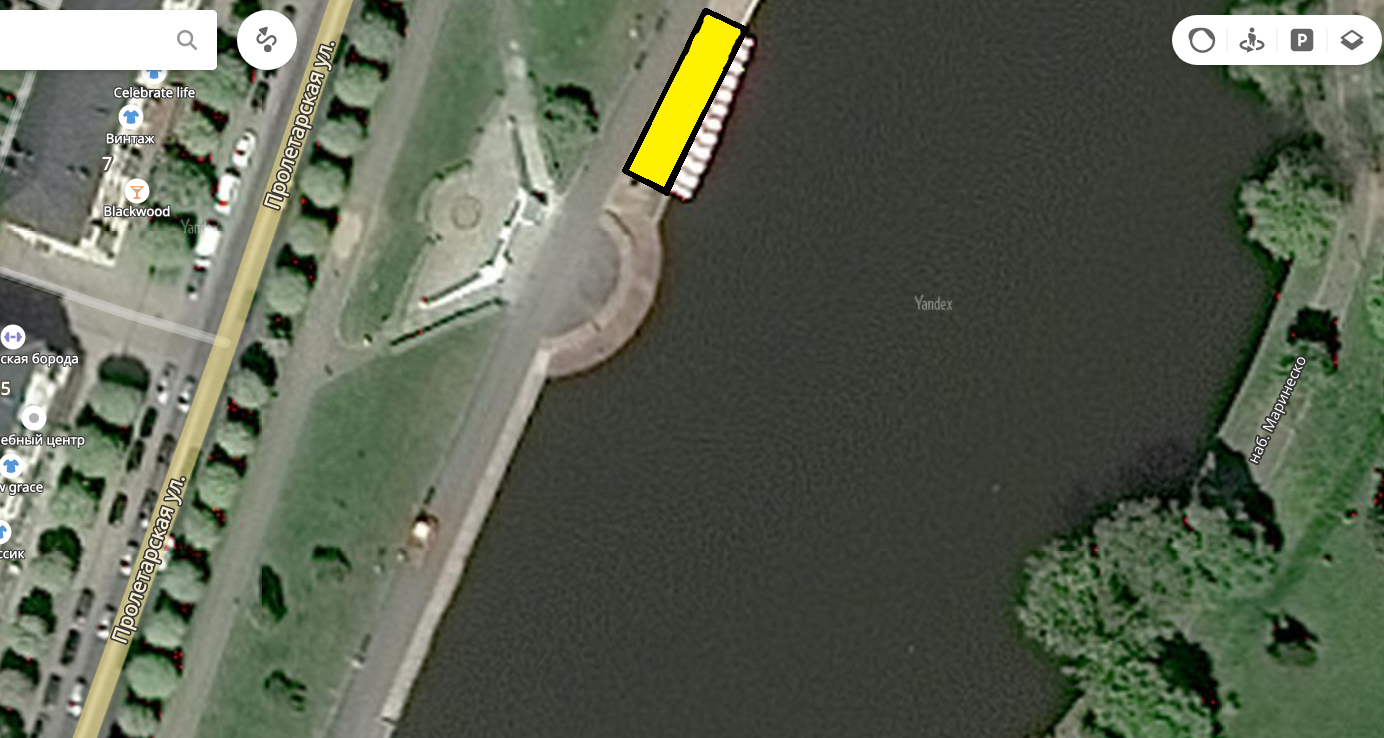 Celebrate life
Винтаж
7
Blackwood
Пролетарская ул.
P
Yandex
ская борода
5
ебный центр
w grace
ссик
Пролетарская ул.
наб. Маринеско